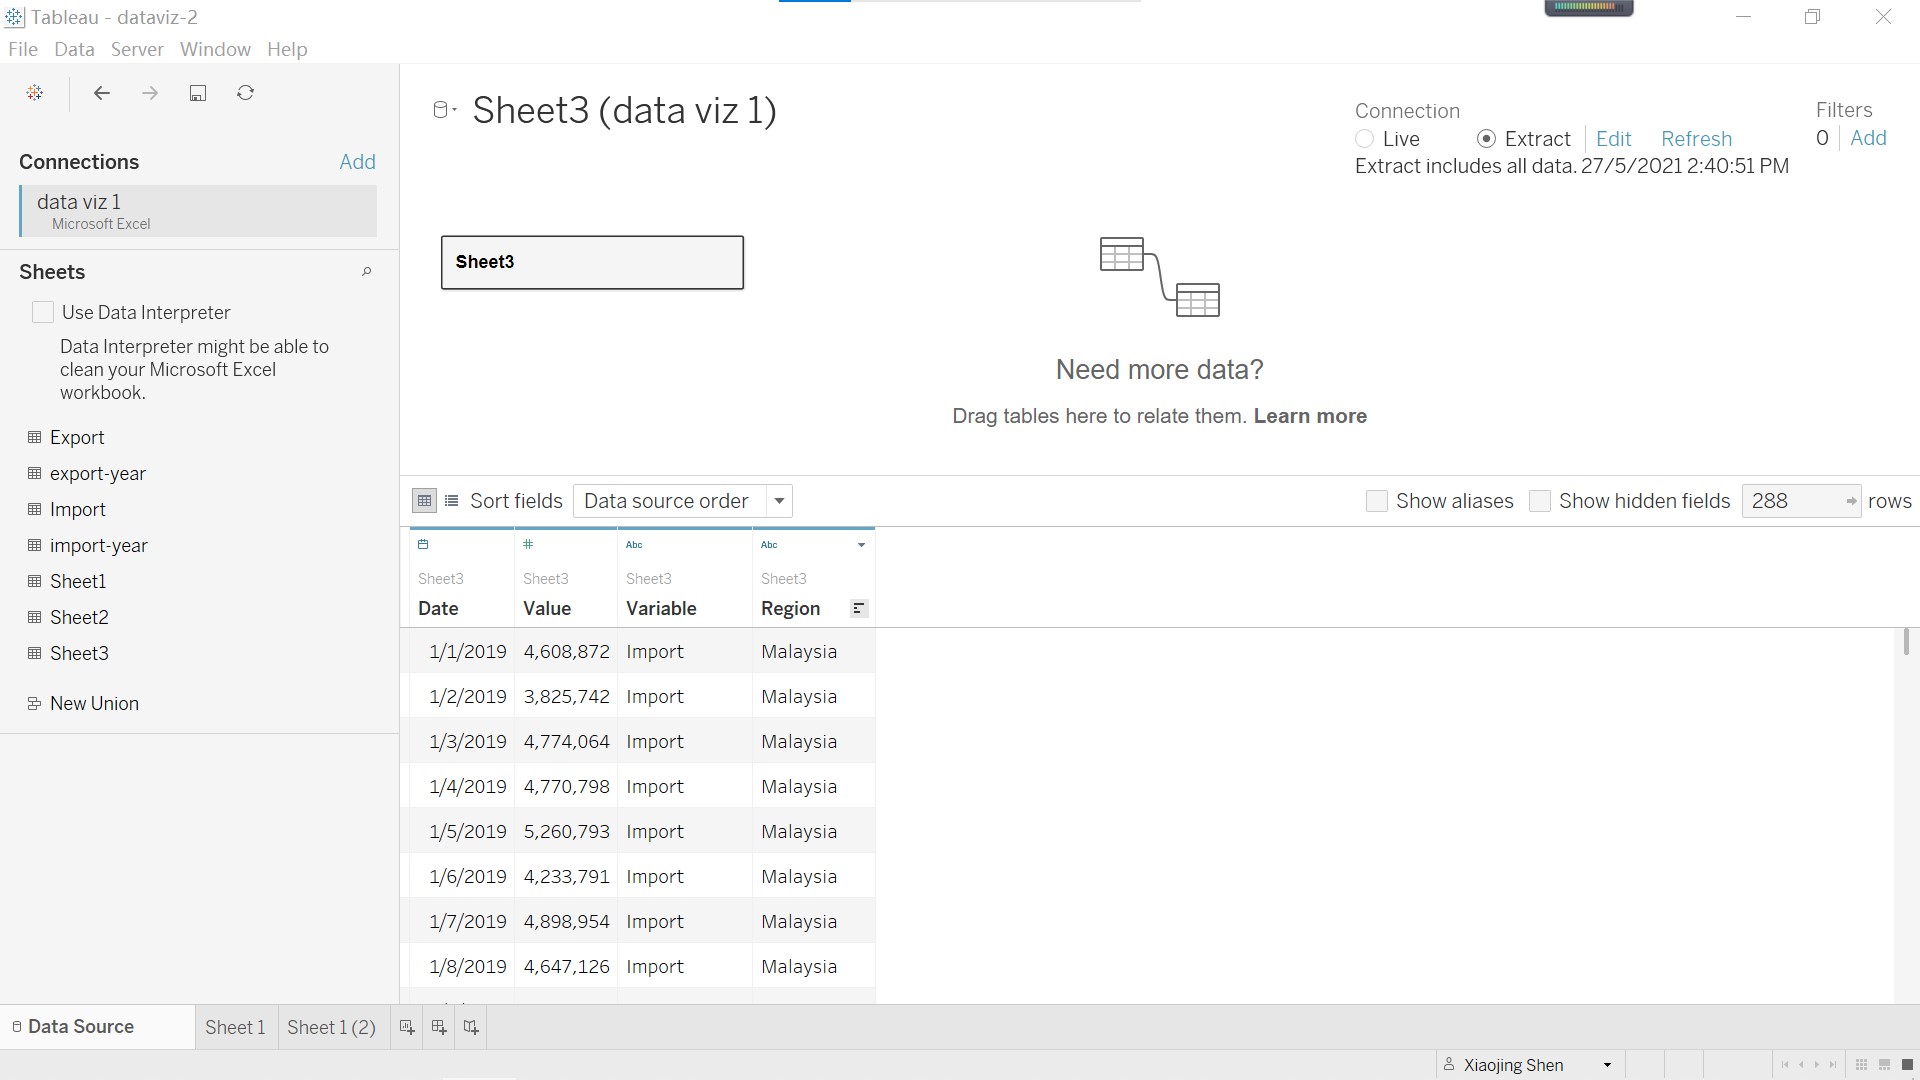 Tableau - dataviz-2
File Data Server Window Help
Connections Add
data viz 1
Microsoft Excel
Sheets
Use Data Interpreter
Data Interpreter might be able to
clean your Microsoft Excel
workbook.
Export
export-year
Import
import-year
Sheet1
Sheet2
Sheet3
New Union
Sheet3 (data viz 1)
Connection
Live Extract Edit Refresh
Extract includes all data. 27/5/2021 2:40:51 PM
Filters
0 Add
Sheet3
Need more data?
Drag tables here to relate them. Learn more
Sort fields Data source order Show aliases Show hidden fields 288 rows
# Abc Abc
Sheet3 Sheet3 Sheet3 Sheet3
Date Value Variable Region
1/1/2019 4,608,872 Import Malaysia
1/2/2019 3,825,742 Import Malaysia
1/3/2019 4,774,064 Import Malaysia
1/4/2019 4,770,798 Import Malaysia
1/5/2019 5,260,793 Import Malaysia
1/6/2019 4,233,791 Import Malaysia
1/7/2019 4,898,954 Import Malaysia
1/8/2019 4,647,126 Import Malaysia
Data Source Sheet 1 Sheet 1 (2)
Xiaojing Shen